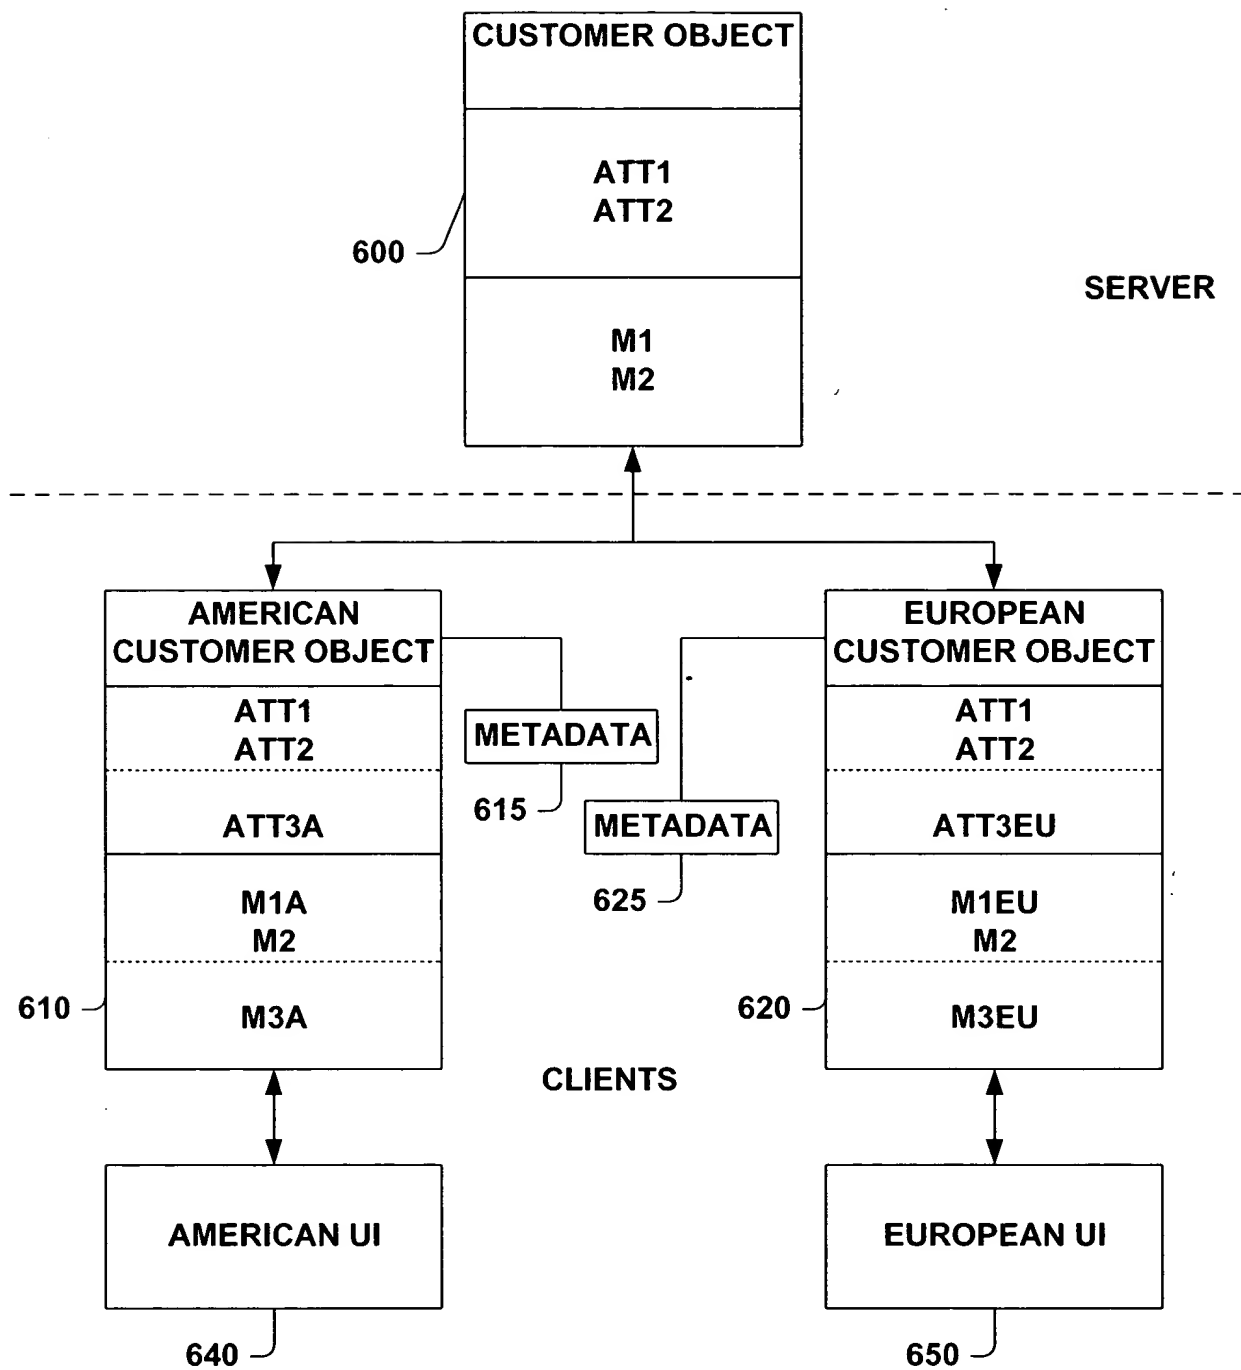 CUSTOMER OBJECT
ATT1
ATT2
600
SERVER
M1
M2
AMERICAN
CUSTOMER OBJECT
ATT1
ATT2
ATT3A
M1A
M2
M3A
610
METADATA
615
METADATA
625
EUROPEAN
CUSTOMER OBJECT
ATT1
ATT2
ATT3EU
M1EU
M2
M3EU
620
CLIENTS
AMERICAN UI
640
EUROPEAN UI
650